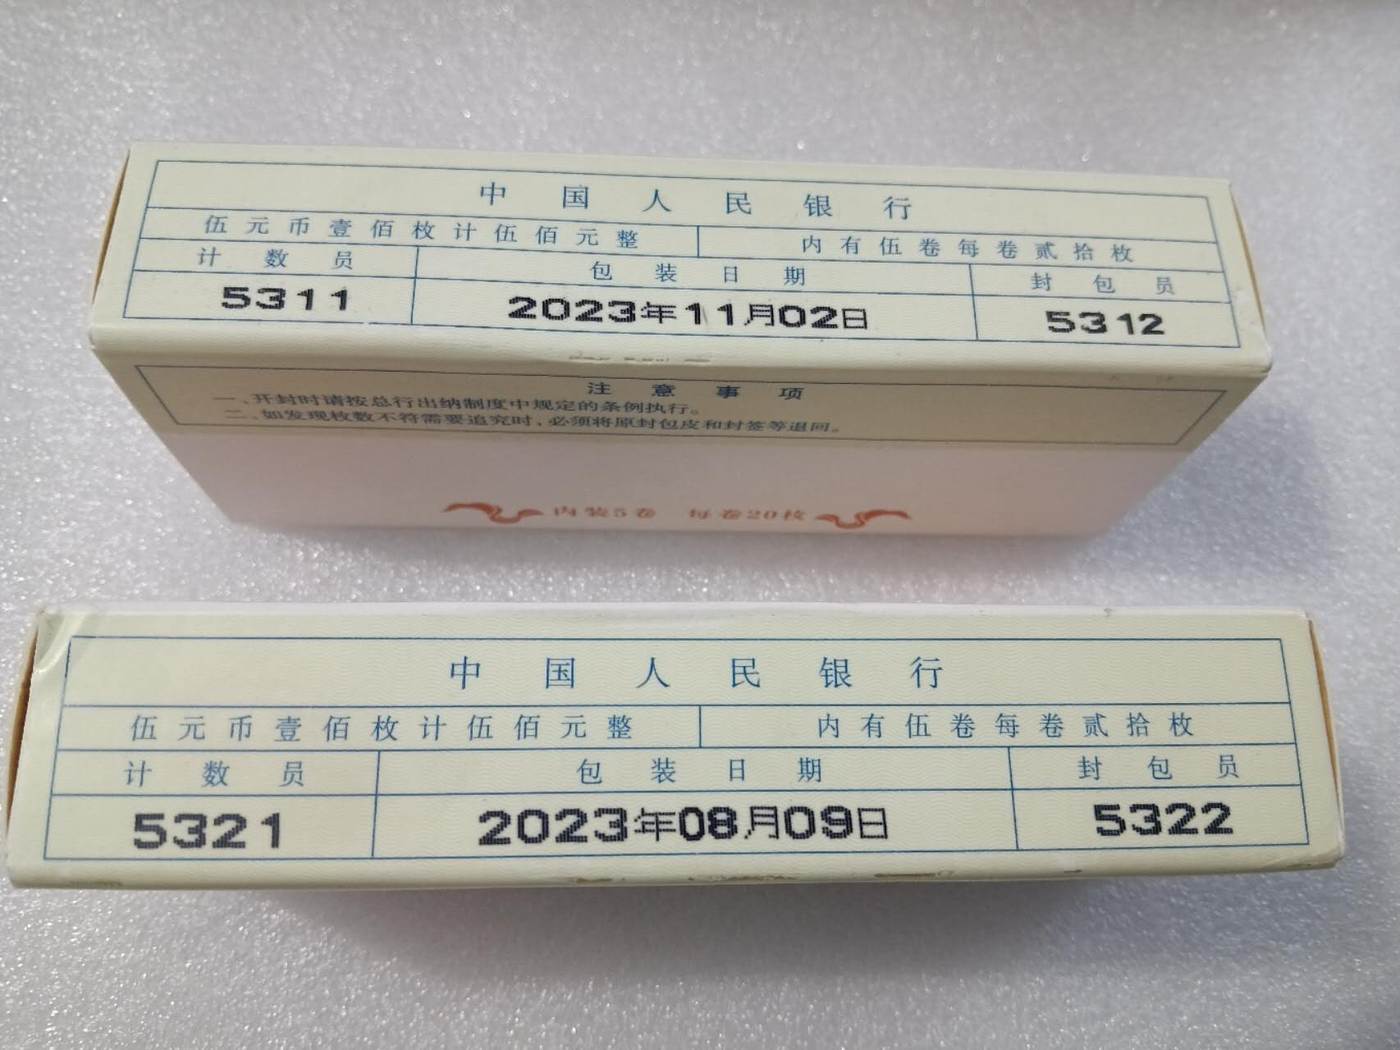 中国人民银行
伍元币壹佰枚计伍佰元整 内有伍卷每卷贰拾枚
计数员 包装日期 封包员
5311 2023年11月02日 5312
注意事项
一、开封时请按总行出纳制度中规定的条例执行。
二、如发现枚数不符需要追究时，必须将原封包皮和封签等退回。
内装5卷 每卷20枚
中国人民银行
伍元币壹佰枚计伍佰元整 内有伍卷每卷贰拾枚
计数员 包装日期 封包员
5321 2023年08月09日 5322